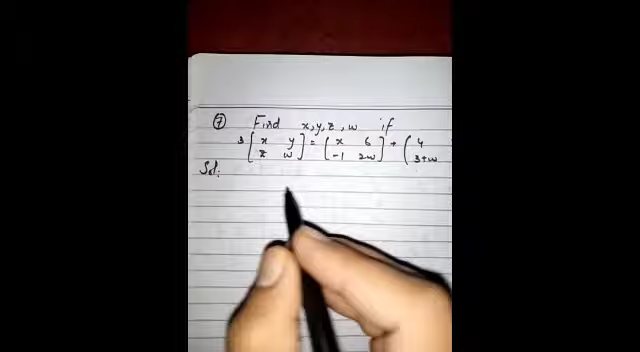 ⑦ Find x,y,z,w if
3 [x y] = (x 6] + (4
z w -1 2w 3+w
Sol: